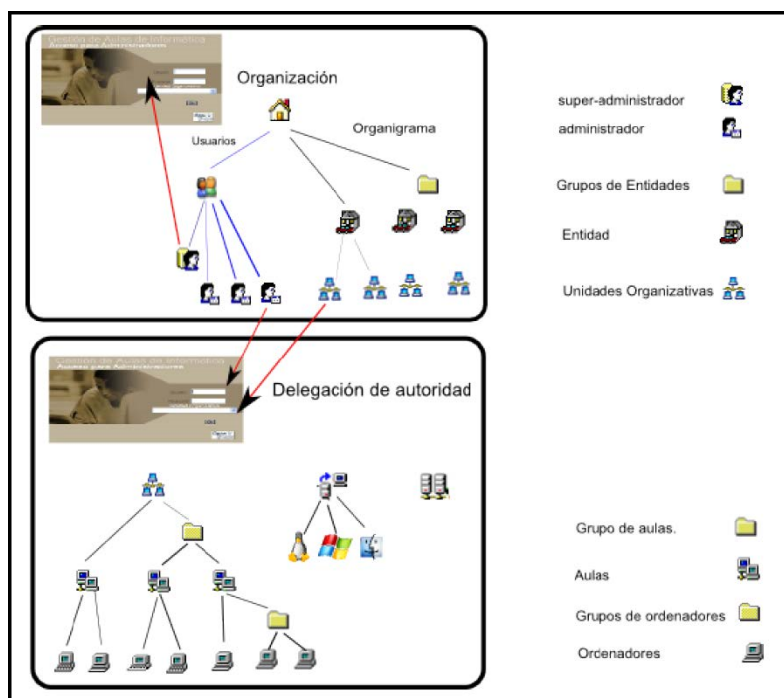 Gestión de Aulas de Informática
Acceso para Administradores
Organización
Usuarios
Organigrama
super-administrador
administrador
Grupos de Entidades
Entidad
Unidades Organizativas
Gestión de Aulas de Informática
Acceso para Administradores
Delegación de autoridad
Grupo de aulas.
Aulas
Grupos de ordenadores
Ordenadores